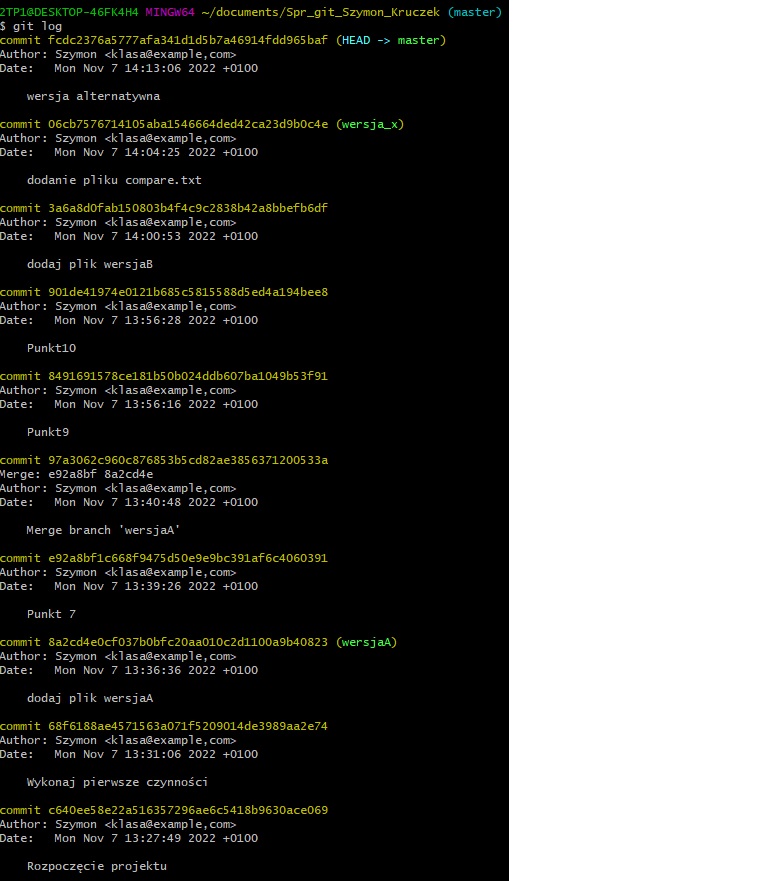 2TP1@DESKTOP-46FK4H4 MINGW64 ~/documents/Spr_git_Szymon_Kruczek (master)
$ git log
commit fcdc2376a5777afa341d1d5b7a46914fdd965baf (HEAD -> master)
Author: Szymon <klasa@example,com>
Date:   Mon Nov 7 14:13:06 2022 +0100
    wersja alternatywna
commit 06cb7576714105aba1546664ded42ca23d9b0c4e (wersja_x)
Author: Szymon <klasa@example,com>
Date:   Mon Nov 7 14:04:25 2022 +0100
    dodanie pliku compare.txt
commit 3a6a8d0fab150803b4f4c9c2838b42a8bbefb6df
Author: Szymon <klasa@example,com>
Date:   Mon Nov 7 14:00:53 2022 +0100
    dodaj plik wersjaB
commit 901de41974e0121b685c5815588d5ed4a194bee8
Author: Szymon <klasa@example,com>
Date:   Mon Nov 7 13:56:28 2022 +0100
    Punkt10
commit 8491691578ce181b50b024ddb607ba1049b53f91
Author: Szymon <klasa@example,com>
Date:   Mon Nov 7 13:56:16 2022 +0100
    Punkt9
commit 97a3062c960c876853b5cd82ae3856371200533a
Merge: e92a8bf 8a2cd4e
Author: Szymon <klasa@example,com>
Date:   Mon Nov 7 13:40:48 2022 +0100
    Merge branch 'wersjaA'
commit e92a8bf1c668f9475d50e9e9bc391af6c4060391
Author: Szymon <klasa@example,com>
Date:   Mon Nov 7 13:39:26 2022 +0100
    Punkt 7
commit 8a2cd4e0cf037b0bfc20aa010c2d1100a9b40823 (wersjaA)
Author: Szymon <klasa@example,com>
Date:   Mon Nov 7 13:36:36 2022 +0100
    dodaj plik wersjaA
commit 68f6188ae4571563a071f5209014de3989aa2e74
Author: Szymon <klasa@example,com>
Date:   Mon Nov 7 13:31:06 2022 +0100
    Wykonaj pierwsze czynności
commit c640ee58e22a516357296ae6c5418b9630ace069
Author: Szymon <klasa@example,com>
Date:   Mon Nov 7 13:27:49 2022 +0100
    Rozpoczęcie projektu